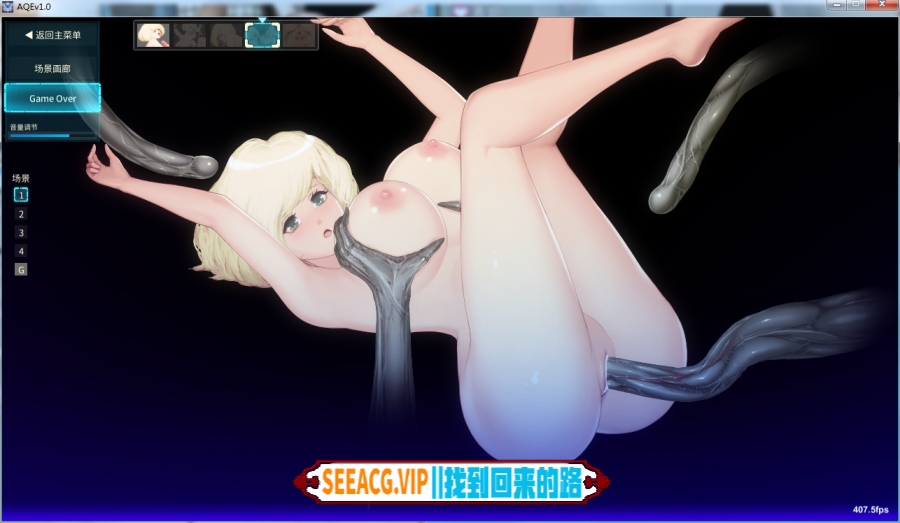 AQEv1.0
◀ 返回主菜单
场景画廊
Game Over
音量调节
场景
1
2
3
4
G
SEEACG.VIP||找到回来的路
407.5fps